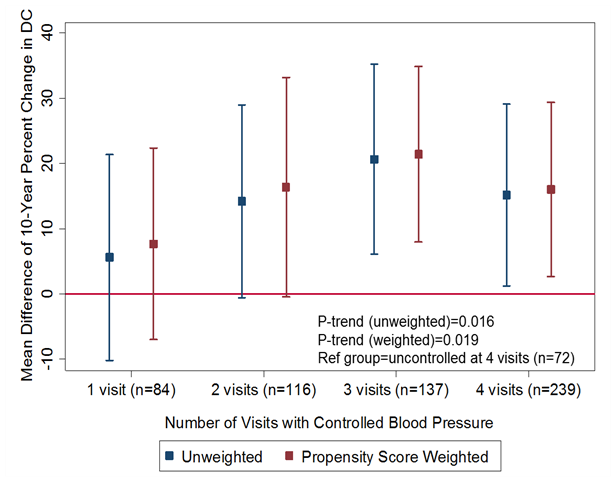 Mean Difference of 10-Year Percent Change in DC
40
30
20
10
0
-10
P-trend (unweighted)=0.016
P-trend (weighted)=0.019
Ref group=uncontrolled at 4 visits (n=72)
1 visit (n=84) 2 visits (n=116) 3 visits (n=137) 4 visits (n=239)
Number of Visits with Controlled Blood Pressure
Unweighted Propensity Score Weighted